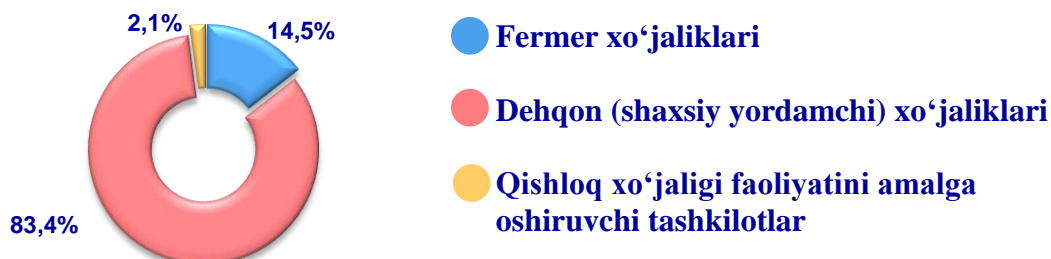 2,1%
14,5%
83,4%
Fermer xo‘jaliklari
Dehqon (shaxsiy yordamchi) xo‘jaliklari
Qishloq xo‘jaligi faoliyatini amalga
oshiruvchi tashkilotlar